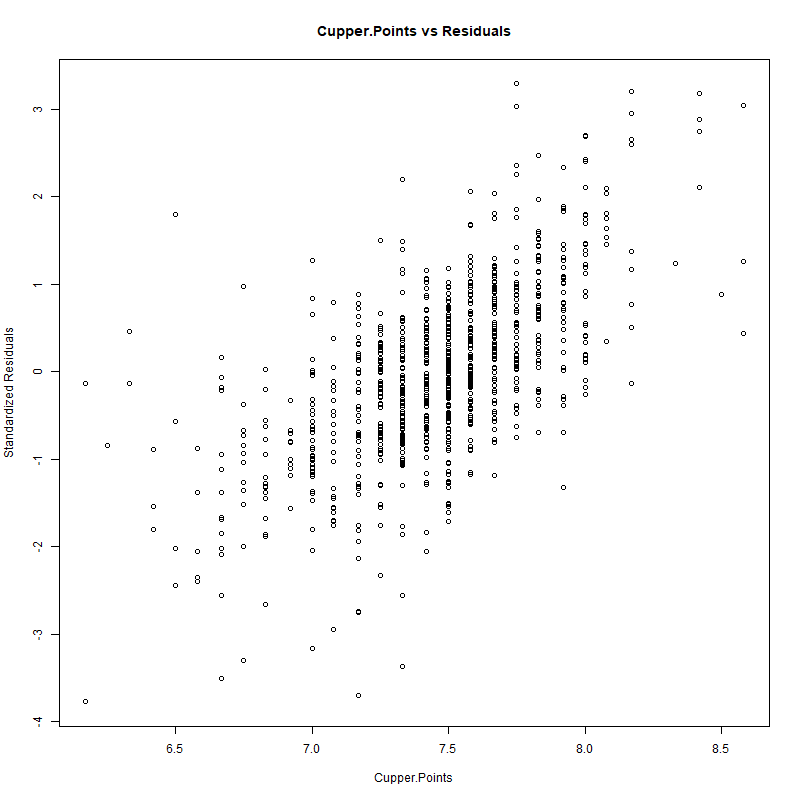 Cupper.Points vs Residuals
3
2
1
0
-1
-2
-3
-4
Standardized Residuals
6.5 7.0 7.5 8.0 8.5
Cupper.Points